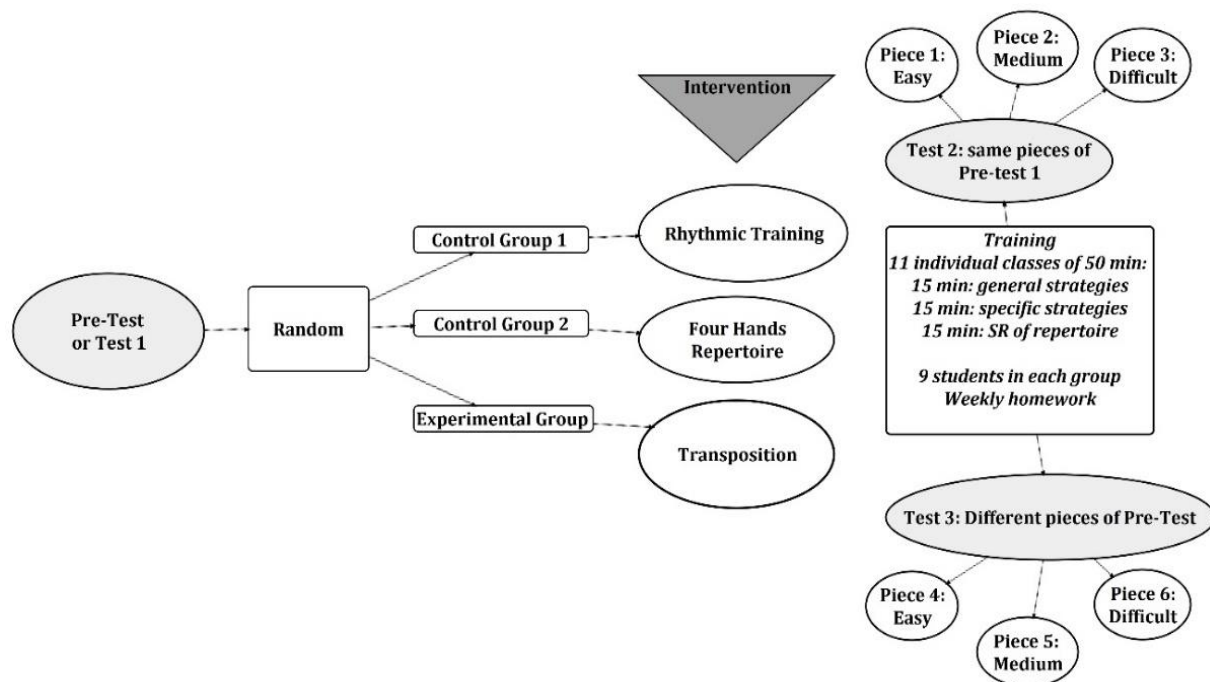 Pre-Test
or Test 1
Random
Control Group 1
Control Group 2
Experimental Group
Intervention
Rhythmic Training
Four Hands
Repertoire
Transposition
Piece 1:
Easy
Piece 2:
Medium
Piece 3:
Difficult
Test 2: same pieces of
Pre-test 1
Training
11 individual classes of 50 min:
15 min: general strategies
15 min: specific strategies
15 min: SR of repertoire
9 students in each group
Weekly homework
Test 3: Different pieces of Pre-Test
Piece 4:
Easy
Piece 5:
Medium
Piece 6:
Difficult